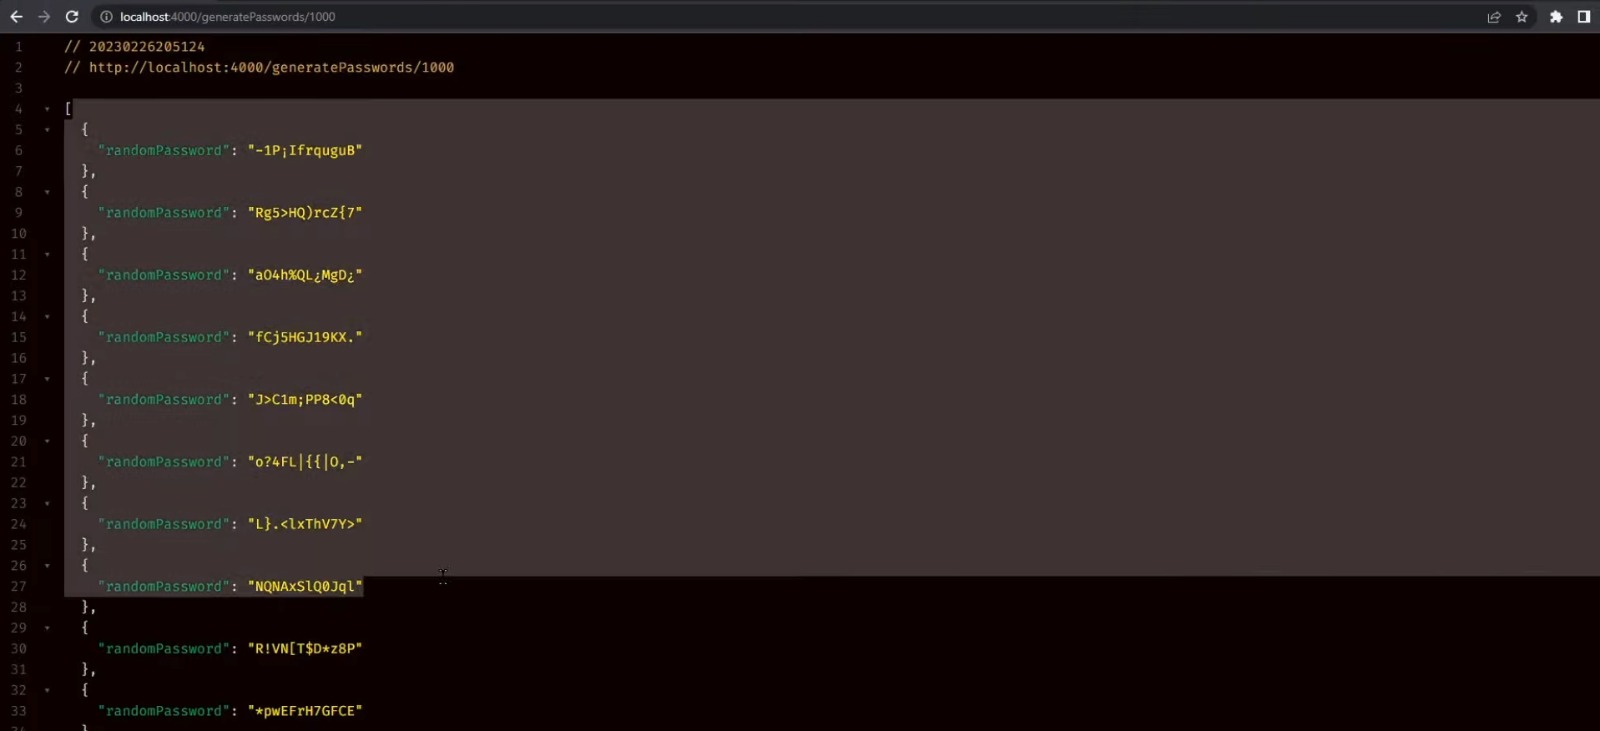 localhost:4000/generatePasswords/1000
1 // 20230226205124
2 // http://localhost:4000/generatePasswords/1000
3
4 [
5 {
6 "randomPassword": "-1P¡IfrquguB"
7 },
8 {
9 "randomPassword": "Rg5>HQ)rcZ{7"
10 },
11 {
12 "randomPassword": "aO4h%QL¿MgD¿"
13 },
14 {
15 "randomPassword": "fCj5HGJ19KX."
16 },
17 {
18 "randomPassword": "J>C1m;PP8<0q"
19 },
20 {
21 "randomPassword": "o?4FL|{{|O,-"
22 },
23 {
24 "randomPassword": "L}.<lxThV7Y>"
25 },
26 {
27 "randomPassword": "NQNAxSlQ0Jql"
28 },
29 {
30 "randomPassword": "R!VN[T$D*z8P"
31 },
32 {
33 "randomPassword": "*pwEFrH7GFCE"